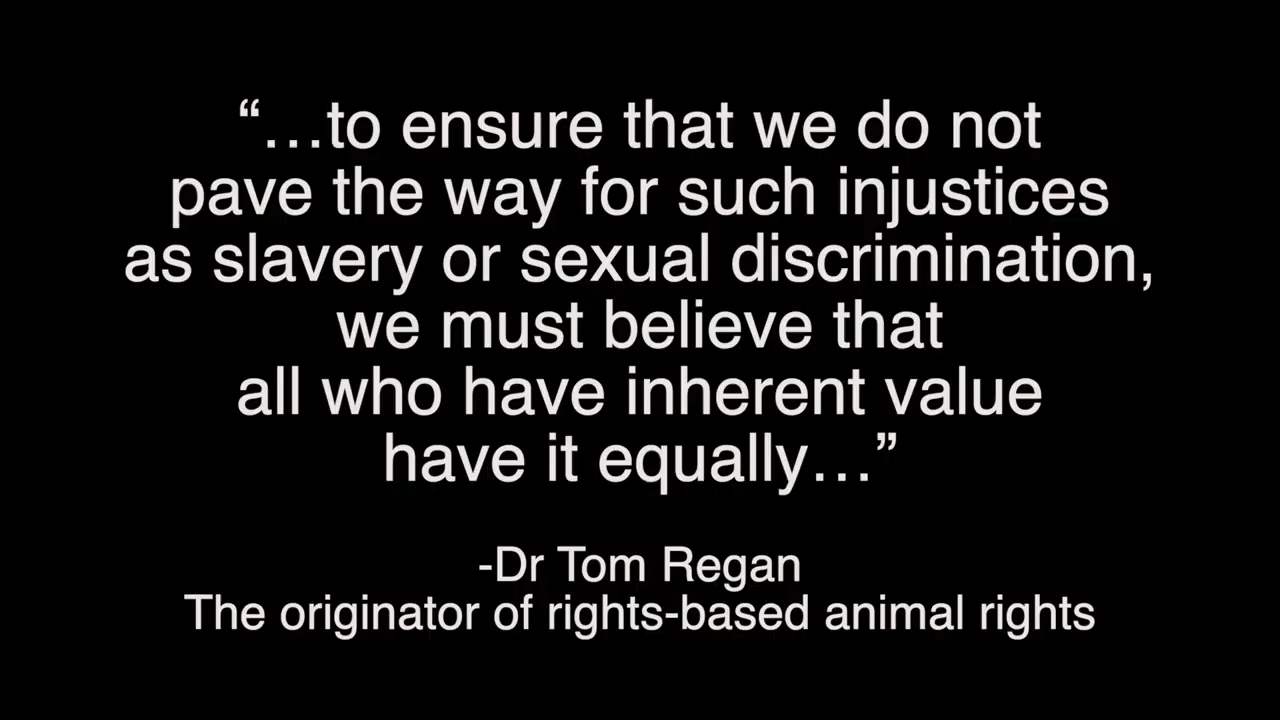 “…to ensure that we do not
pave the way for such injustices
as slavery or sexual discrimination,
we must believe that
all who have inherent value
have it equally…”
-Dr Tom Regan
The originator of rights-based animal rights